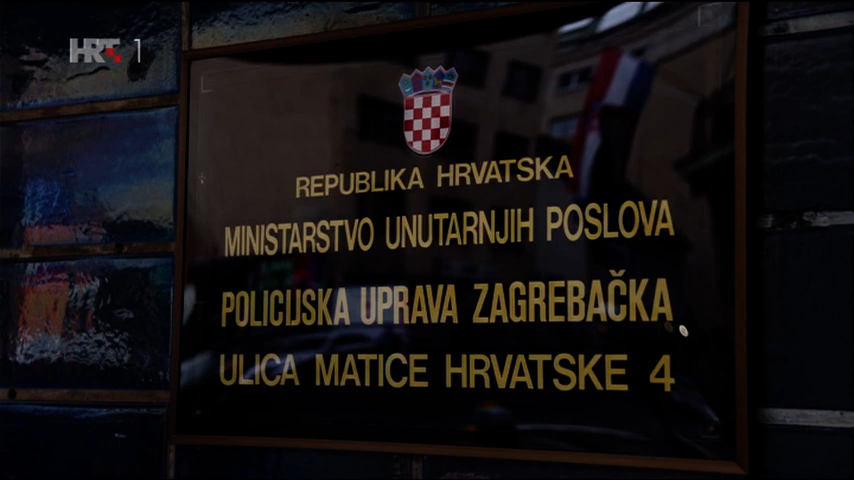 HRT 1
REPUBLIKA HRVATSKA
MINISTARSTVO UNUTARNJIH POSLOVA
POLICIJSKA UPRAVA ZAGREBAČKA
ULICA MATICE HRVATSKE 4